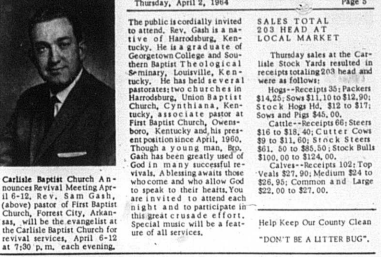 Thursday, April 2, 1964
Page 5
Carlisle Baptist Church An-
nounces Revival Meeting Apr-
il 6-12. Rev. Sam Gash,
(above) pastor of First Baptist
Church, Forrest City, Arkan-
sas, will be the evangelist at
the Carlisle Baptist Church for
revival services, April 6-12
at 7:30 p. m. each evening.
The public is cordially invited
to attend. Rev. Gash is a na-
tive of Harrodsburg, Ken-
tucky. He is a graduate of
Georgetown College and Sou-
thern Baptist Theological
Seminary, Louisville, Ken-
tucky. He has held several
pastorates; two churches in
Harrodsburg, Union Baptist
Church, Cynthiana, Ken-
tucky, associate pastor at
First Baptist Church, Owens-
boro, Kentucky and his pre-
sent position since April, 1960.
Though a young man, Bro.
Gash has been greatly used of
God in many successful re-
vivals. A blessing awaits those
who come and who allow God
to speak to their hearts. You
are invited to attend each
night and to participate in
this great crusade effort.
Special music will be a feat-
ure of all services.
SALES TOTAL
203 HEAD AT
LOCAL MARKET
Thursday sales at the Car-
lisle Stock Yards resulted in
receipts totaling 203 head and
were as follows:
Hogs--Receipts 35; Packers
$14.25; Sows $11.10 to $12.90;
Stock Hogs Hd. $12 to $17;
Sows and Pigs $45.00.
Cattle--Receipts 66; Steers
$16 to $18.40; Cutter Cows
$9 to $11.60; Stock Steers
$61.50 to $85.50; Stock Bulls
$100.00 to $124.00.
Calves--Receipts 102; Top
Veals $27.90; Medium $24 to
$26.95; Common and Large
$22.00 to $27.00.
Help Keep Our County Clean
"DON'T BE A LITTER BUG".